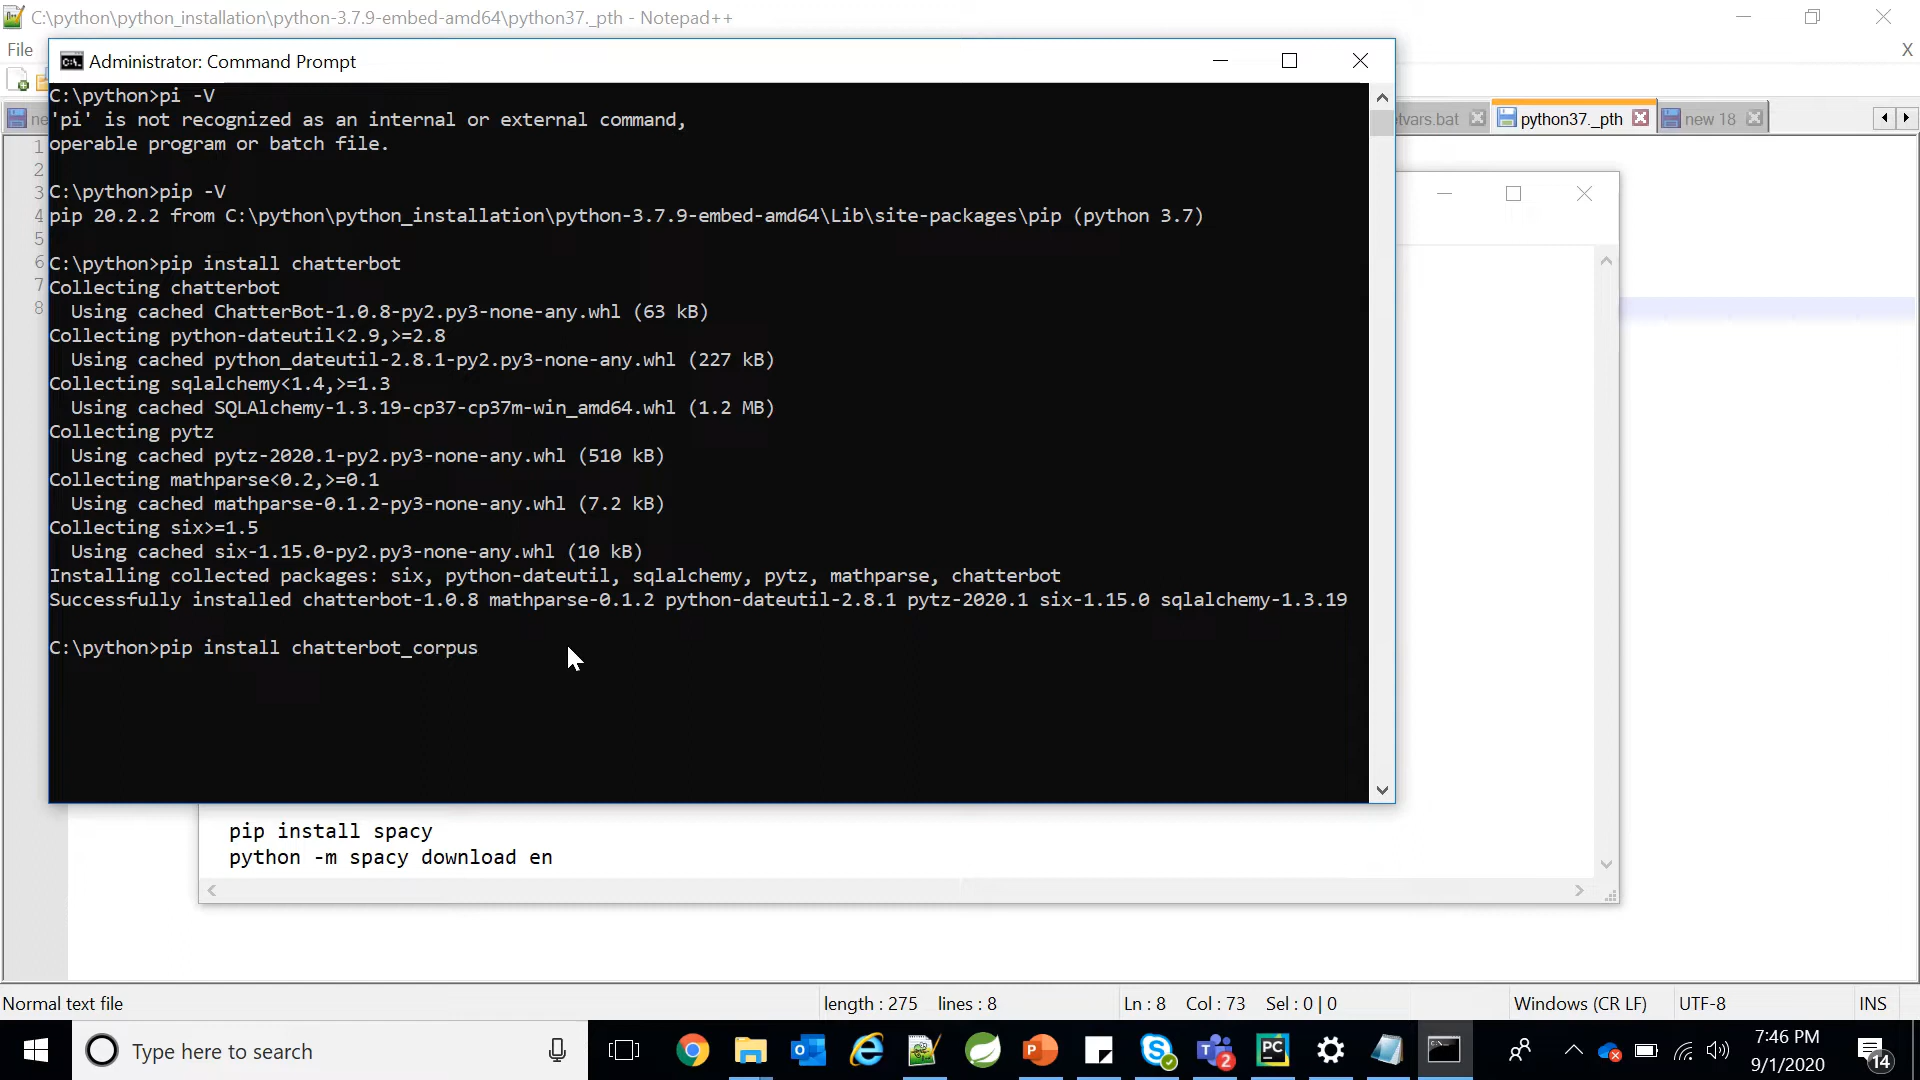 C:\python\python_installation\python-3.7.9-embed-amd64\python37._pth - Notepad++
File
X
Administrator: Command Prompt
ne
etvars.bat
python37._pth
new 18
1
2
3
4
5
6
7
8
C:\python>pi -V
'pi' is not recognized as an internal or external command,
operable program or batch file.
C:\python>pip -V
pip 20.2.2 from C:\python\python_installation\python-3.7.9-embed-amd64\Lib\site-packages\pip (python 3.7)
C:\python>pip install chatterbot
Collecting chatterbot
Using cached ChatterBot-1.0.8-py2.py3-none-any.whl (63 kB)
Collecting python-dateutil<2.9,>=2.8
Using cached python_dateutil-2.8.1-py2.py3-none-any.whl (227 kB)
Collecting sqlalchemy<1.4,>=1.3
Using cached SQLAlchemy-1.3.19-cp37-cp37m-win_amd64.whl (1.2 MB)
Collecting pytz
Using cached pytz-2020.1-py2.py3-none-any.whl (510 kB)
Collecting mathparse<0.2,>=0.1
Using cached mathparse-0.1.2-py3-none-any.whl (7.2 kB)
Collecting six>=1.5
Using cached six-1.15.0-py2.py3-none-any.whl (10 kB)
Installing collected packages: six, python-dateutil, sqlalchemy, pytz, mathparse, chatterbot
Successfully installed chatterbot-1.0.8 mathparse-0.1.2 python-dateutil-2.8.1 pytz-2020.1 six-1.15.0 sqlalchemy-1.3.19
C:\python>pip install chatterbot_corpus
pip install spacy
python -m spacy download en
Normal text file
length : 275 lines : 8
Ln : 8 Col : 73 Sel : 0 | 0
Windows (CR LF)
UTF-8
INS
Type here to search
7:46 PM
9/1/2020
14